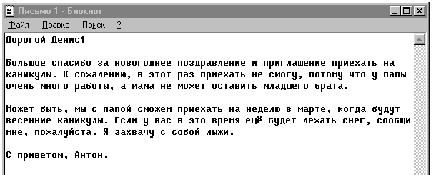 Письмо 1 - Блокнот
Файл Правка Поиск ?
Дорогой Денис1
Большое спасибо за новогоднее поздравление и приглашение приехать на
каникулы. К сожалению, в этот раз приехать не смогу, потому что у папы
очень много работы, а мама не может оставить младшего брата.
Может быть, мы с папой сможем приехать на неделю в марте, когда будут
весенние каникулы. Если у вас в это время ещё будет лежать снег, сообщи
мне, пожалуйста. Я захвачу с собой лыжи.
С приветом, Антон.